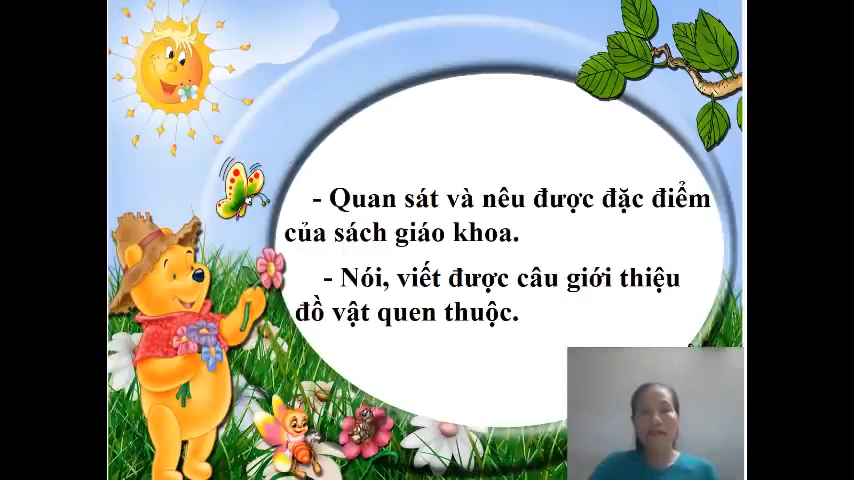 - Quan sát và nêu được đặc điểm
của sách giáo khoa.
- Nói, viết được câu giới thiệu
đồ vật quen thuộc.